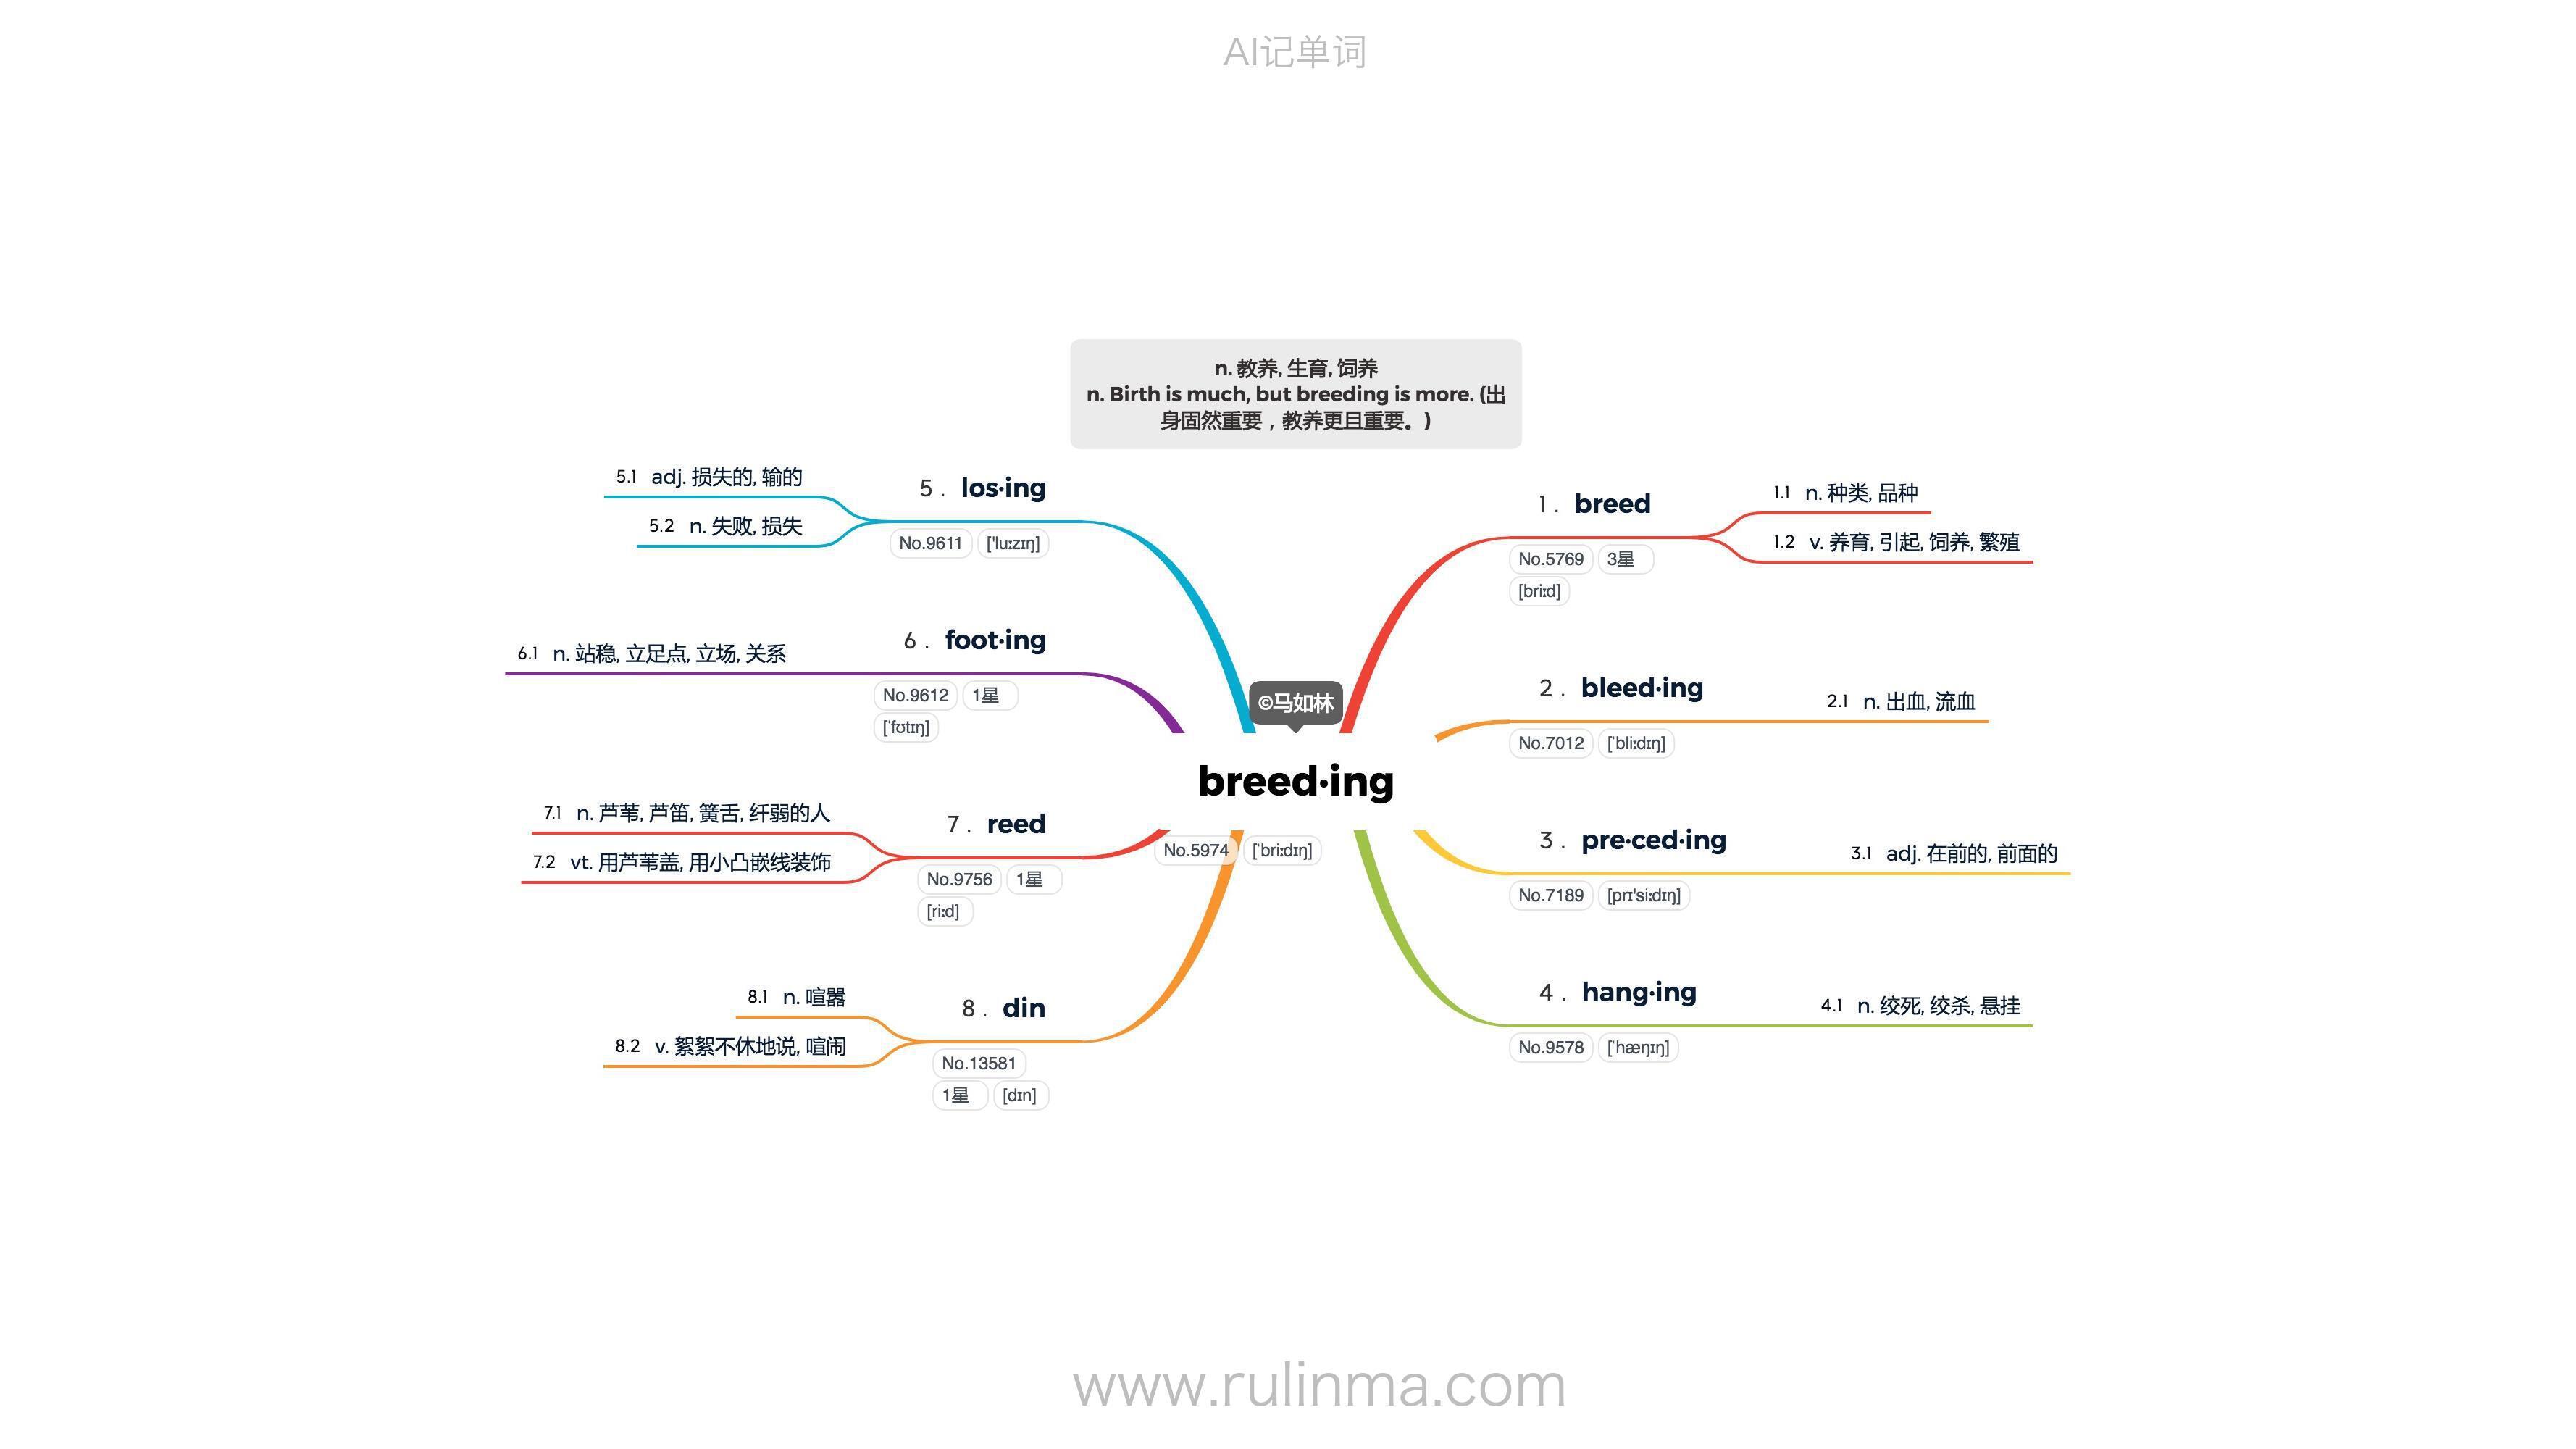 AI记单词
n. 教养, 生育, 饲养
n. Birth is much, but breeding is more. (出
身固然重要，教养更且重要。)
©马如林
breed·ing
No.5974 [ˈbriːdɪŋ]
1 . breed
No.5769 3星
[briːd]
1.1 n. 种类, 品种
1.2 v. 养育, 引起, 饲养, 繁殖
2 . bleed·ing
No.7012 [ˈbliːdɪŋ]
2.1 n. 出血, 流血
3 . pre·ced·ing
No.7189 [prɪ'siːdɪŋ]
3.1 adj. 在前的, 前面的
4 . hang·ing
No.9578 [ˈhæŋɪŋ]
4.1 n. 绞死, 绞杀, 悬挂
5 . los·ing
No.9611 ['luːzɪŋ]
5.1 adj. 损失的, 输的
5.2 n. 失败, 损失
6 . foot·ing
No.9612 1星
[ˈfʊtɪŋ]
6.1 n. 站稳, 立足点, 立场, 关系
7 . reed
No.9756 1星
[riːd]
7.1 n. 芦苇, 芦笛, 簧舌, 纤弱的人
7.2 vt. 用芦苇盖, 用小凸嵌线装饰
8 . din
No.13581
1星 [dɪn]
8.1 n. 喧嚣
8.2 v. 絮絮不休地说, 喧闹
www.rulinma.com